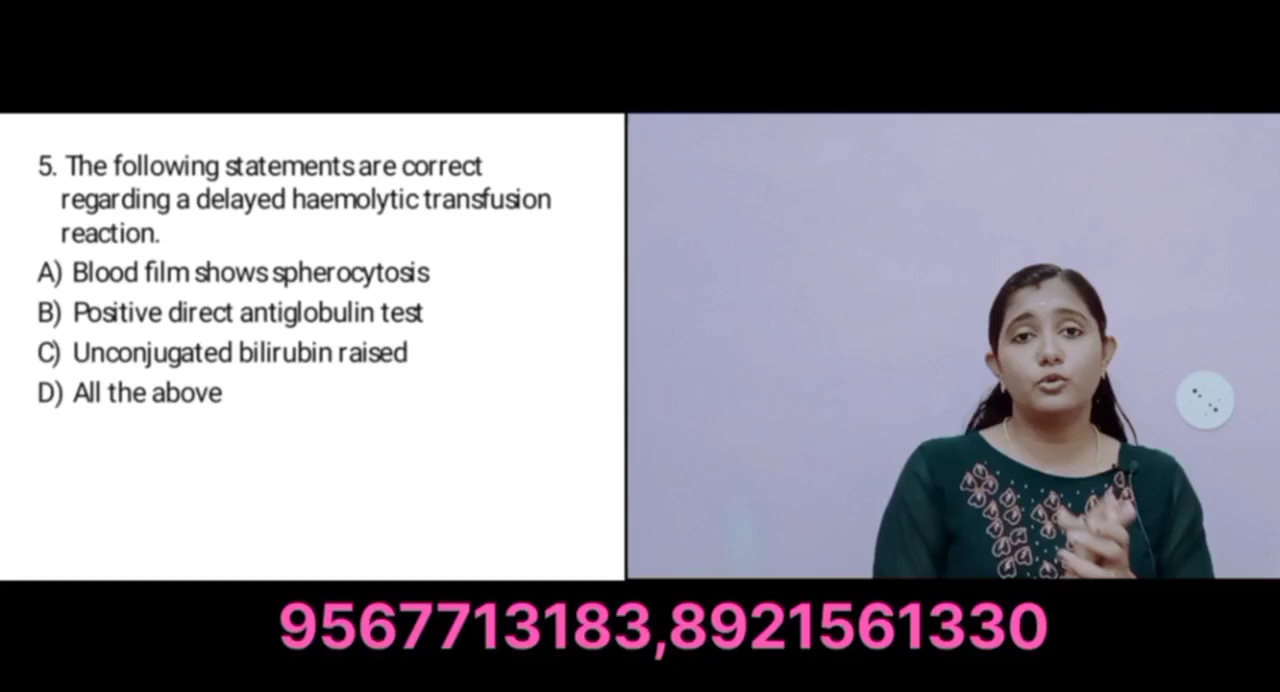 5. The following statements are correct
regarding a delayed haemolytic transfusion
reaction.
A) Blood film shows spherocytosis
B) Positive direct antiglobulin test
C) Unconjugated bilirubin raised
D) All the above
9567713183,8921561330